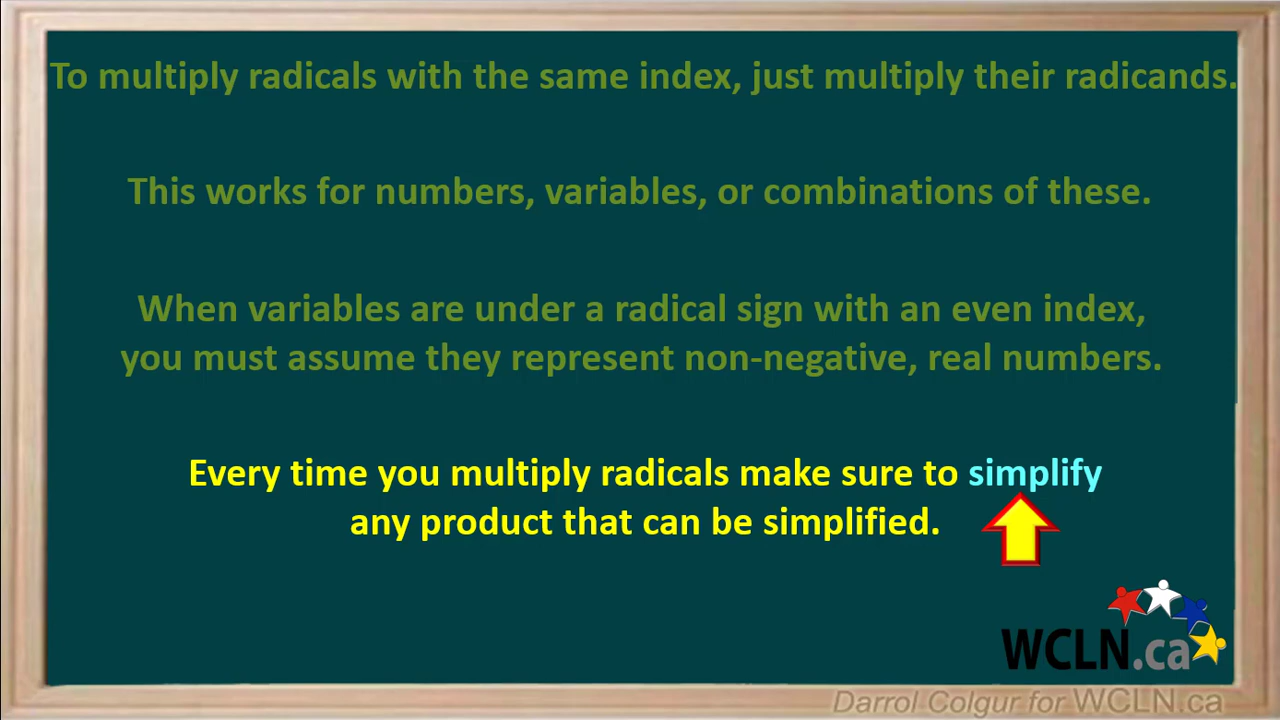 To multiply radicals with the same index, just multiply their radicands.
This works for numbers, variables, or combinations of these.
When variables are under a radical sign with an even index,
you must assume they represent non-negative, real numbers.
Every time you multiply radicals make sure to simplify
any product that can be simplified.
WCLN.ca
Darrol Colgur for WCLN.ca